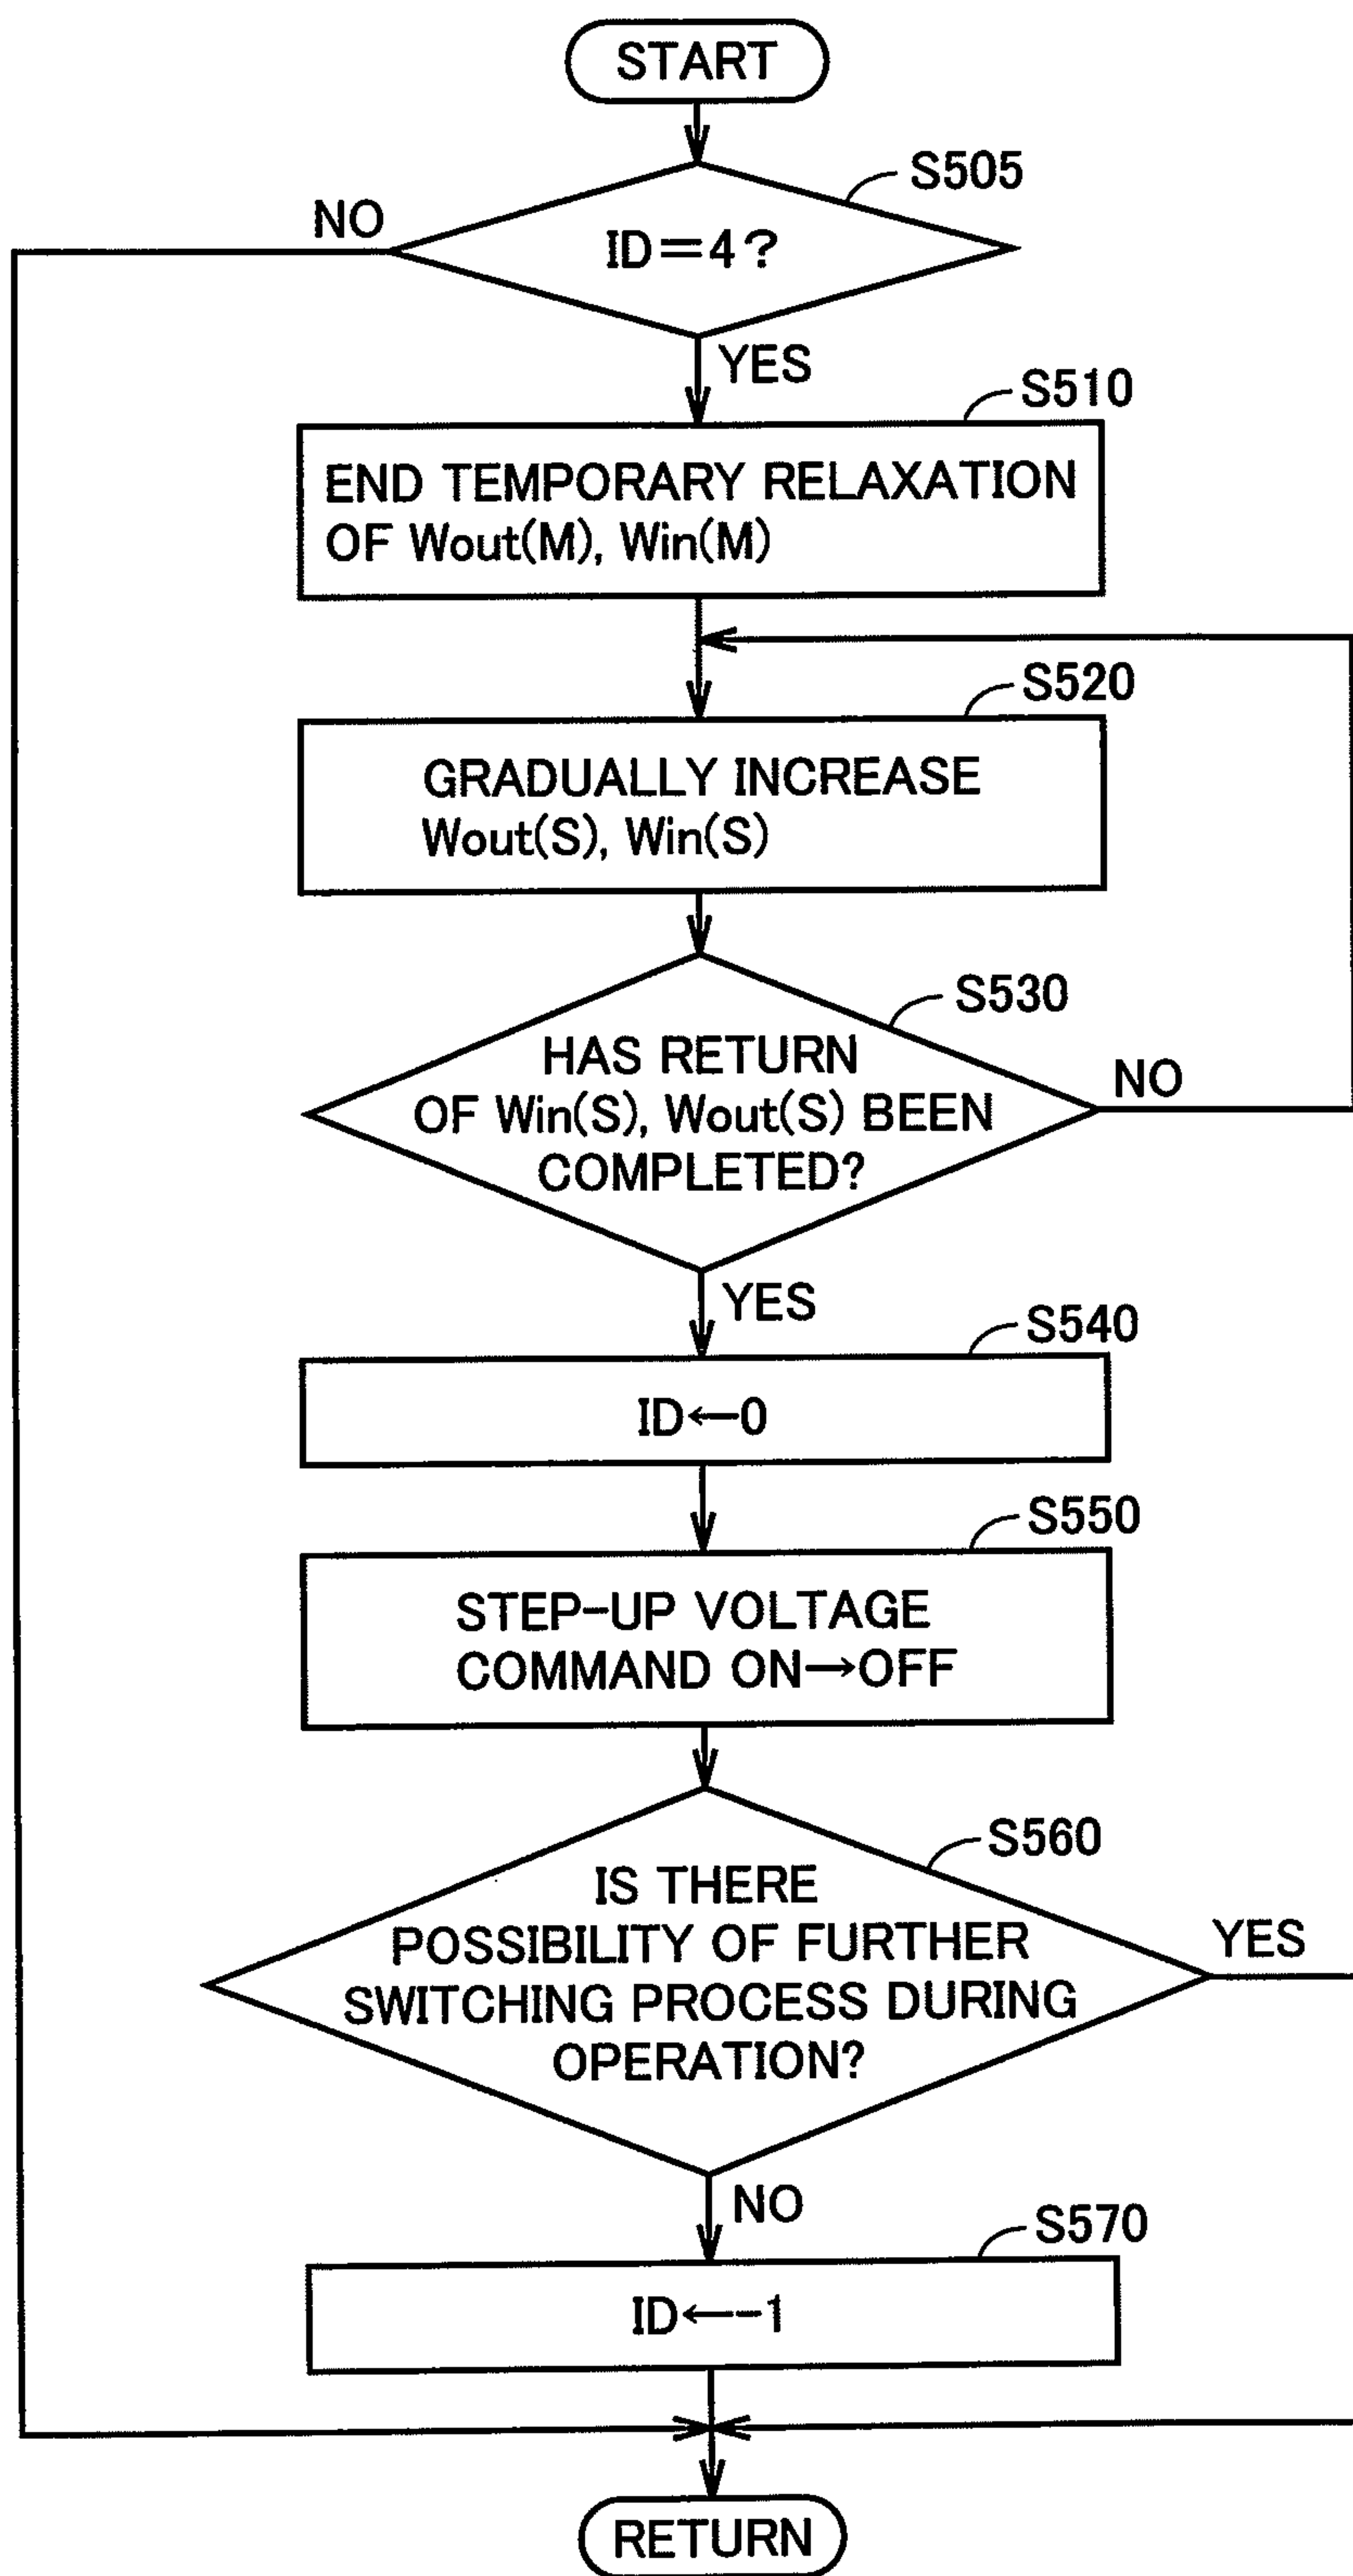 START
S505
NO
ID=4?
YES
S510
END TEMPORARY RELAXATION
OF Wout(M), Win(M)
S520
GRADUALLY INCREASE
Wout(S), Win(S)
S530
HAS RETURN
OF Win(S), Wout(S) BEEN
COMPLETED?
NO
YES
S540
ID←0
S550
STEP-UP VOLTAGE
COMMAND ON→OFF
S560
IS THERE
POSSIBILITY OF FURTHER
SWITCHING PROCESS DURING
OPERATION?
YES
NO
S570
ID←-1
RETURN